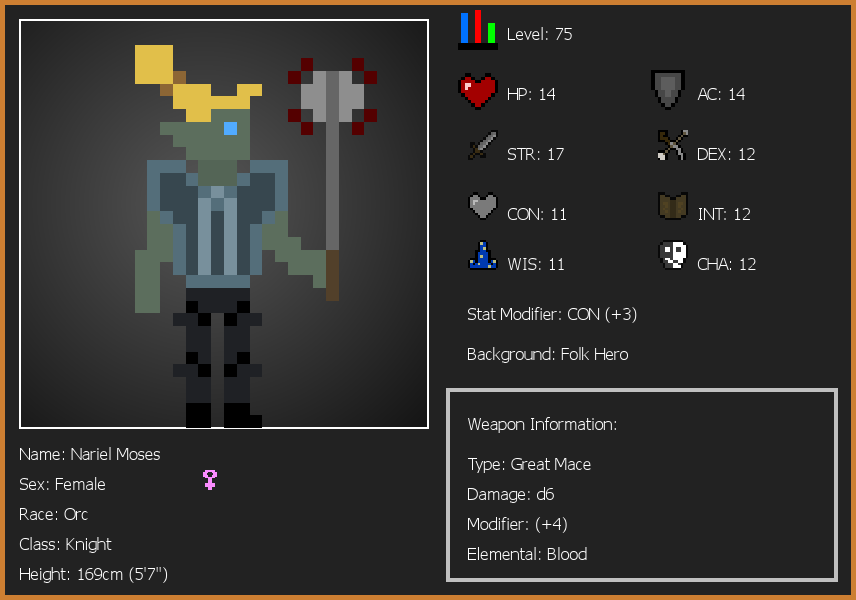 Level: 75
HP: 14
AC: 14
STR: 17
DEX: 12
CON: 11
INT: 12
WIS: 11
CHA: 12
Stat Modifier: CON (+3)
Background: Folk Hero
Weapon Information:
Type: Great Mace
Damage: d6
Modifier: (+4)
Elemental: Blood
Name: Nariel Moses
Sex: Female
Race: Orc
Class: Knight
Height: 169cm (5'7")